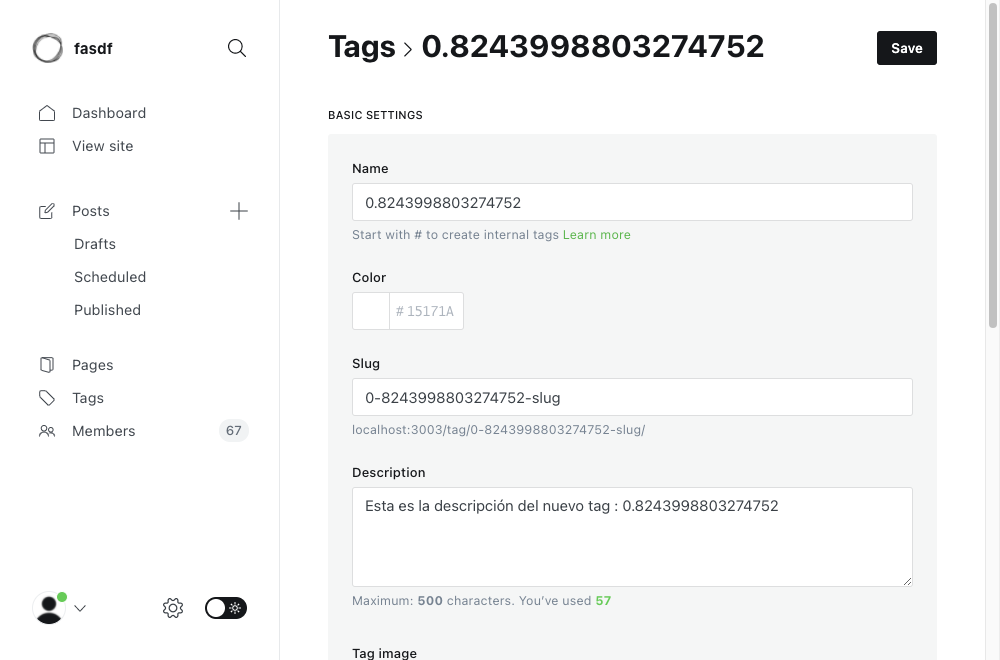 fasdf
Dashboard
View site
Posts
Drafts
Scheduled
Published
Pages
Tags
Members 67
Tags > 0.8243998803274752
Save
BASIC SETTINGS
Name
0.8243998803274752
Start with # to create internal tags Learn more
Color
# 15171A
Slug
0-8243998803274752-slug
localhost:3003/tag/0-8243998803274752-slug/
Description
Esta es la descripción del nuevo tag : 0.8243998803274752
Maximum: 500 characters. You’ve used 57
Tag image